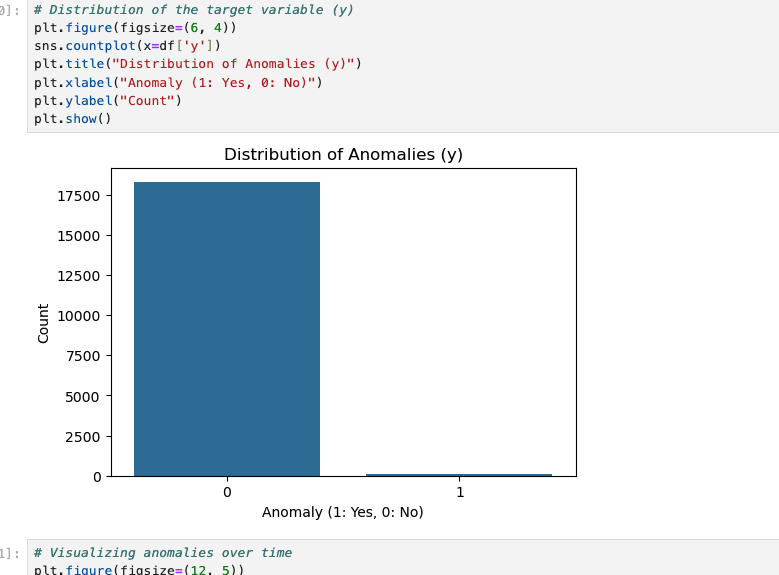 0]: # Distribution of the target variable (y)
plt.figure(figsize=(6, 4))
sns.countplot(x=df['y'])
plt.title("Distribution of Anomalies (y)")
plt.xlabel("Anomaly (1: Yes, 0: No)")
plt.ylabel("Count")
plt.show()
Distribution of Anomalies (y)
17500
15000
12500
10000
7500
5000
2500
0
Count
0 1
Anomaly (1: Yes, 0: No)
1]: # Visualizing anomalies over time
plt.figure(figsize=(12, 5))